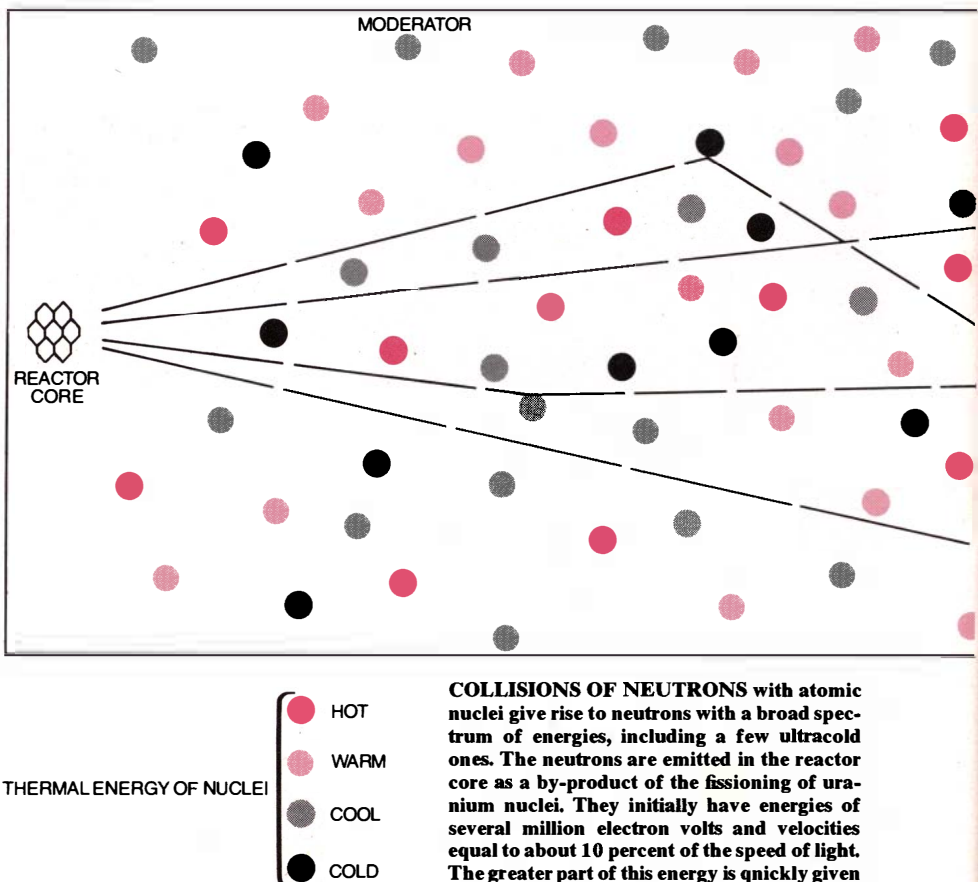 MODERATOR
REACTOR
CORE
THERMAL ENERGY OF NUCLEI
HOT
WARM
COOL
COLD
COLLISIONS OF NEUTRONS with atomic
nuclei give rise to neutrons with a broad spec-
trum of energies, including a few ultracold
ones. The neutrons are emitted in the reactor
core as a by-product of the fissioning of ura-
nium nuclei. They initially have energies of
several million electron volts and velocities
equal to about 10 percent of the speed of light.
The greater part of this energy is qnickly given